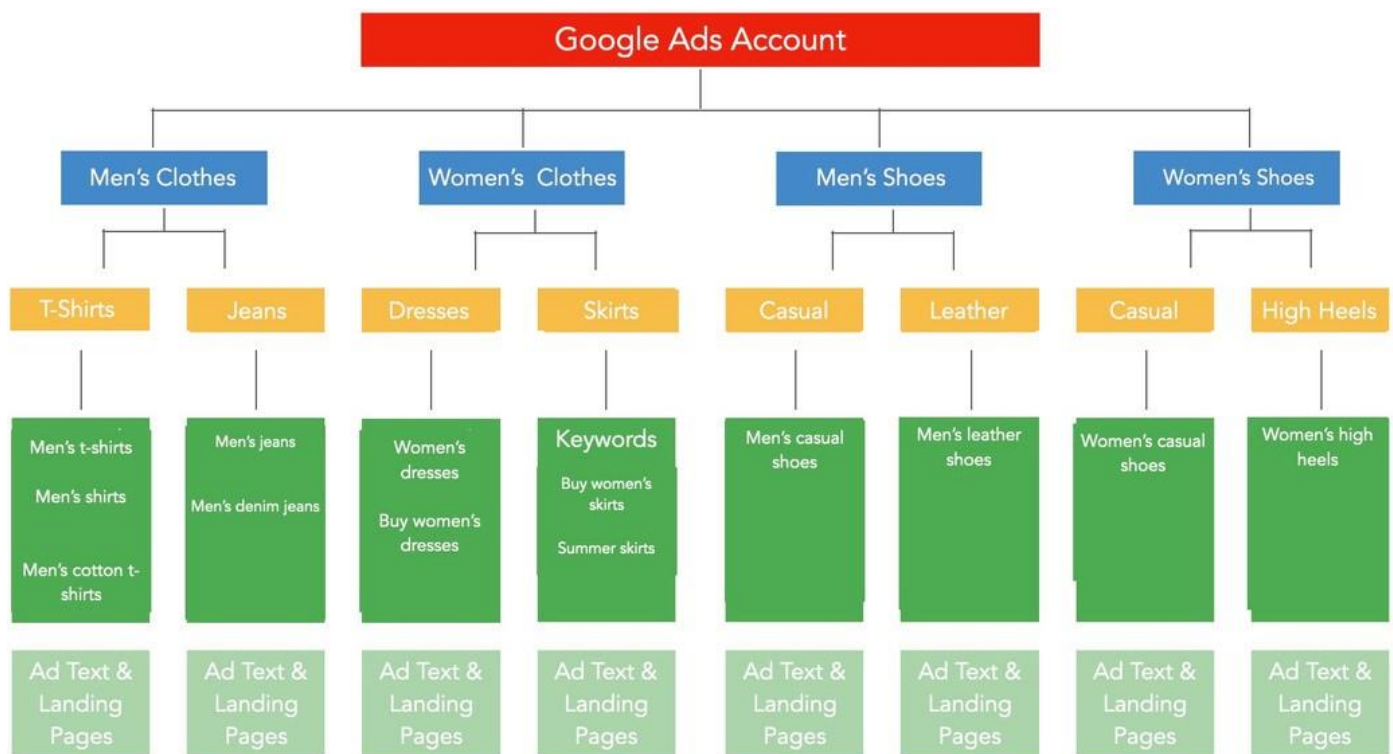 Google Ads Account
Men's Clothes
Women's Clothes
Men's Shoes
Women's Shoes
T-Shirts
Jeans
Dresses
Skirts
Casual
Leather
Casual
High Heels
Men's t-shirts
Men's shirts
Men's cotton t-
shirts
Men's jeans
Men's denim jeans
Women's
dresses
Buy women's
dresses
Keywords
Buy women's
skirts
Summer skirts
Men's casual
shoes
Men's leather
shoes
Women's casual
shoes
Women's high
heels
Ad Text &
Landing
Pages
Ad Text &
Landing
Pages
Ad Text &
Landing
Pages
Ad Text &
Landing
Pages
Ad Text &
Landing
Pages
Ad Text &
Landing
Pages
Ad Text &
Landing
Pages
Ad Text &
Landing
Pages